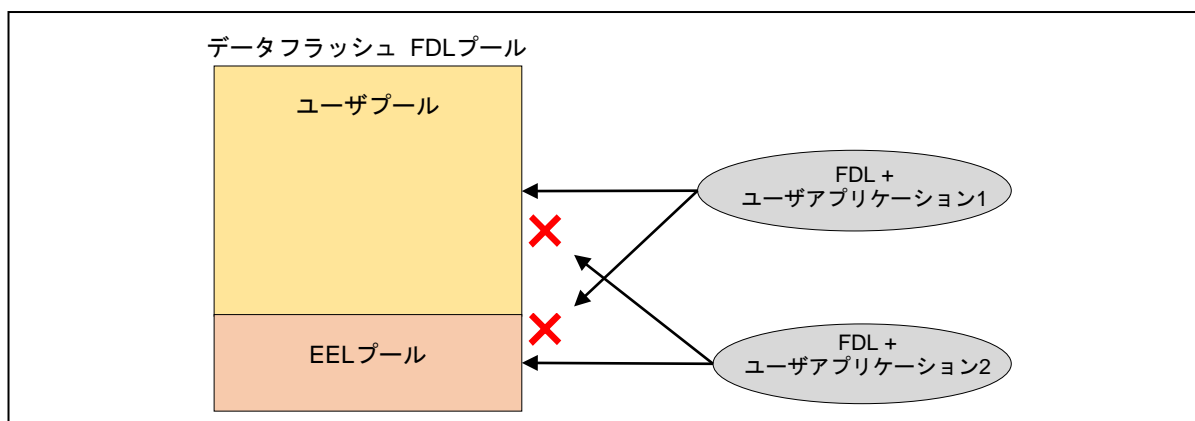 データフラッシュ FDLプール
ユーザプール
FDL +
ユーザアプリケーション1
EELプール
FDL +
ユーザアプリケーション2